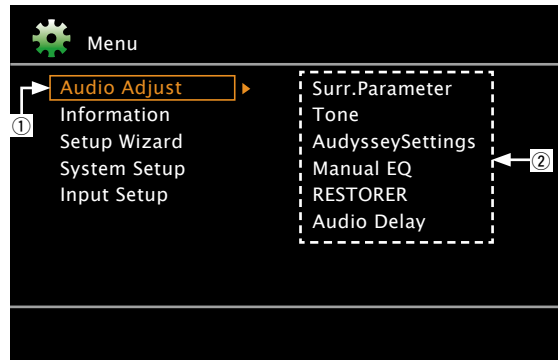 Menu
Audio Adjust
Information
Setup Wizard
System Setup
Input Setup
①
Surr.Parameter
Tone
AudysseySettings
Manual EQ
RESTORER
Audio Delay
②